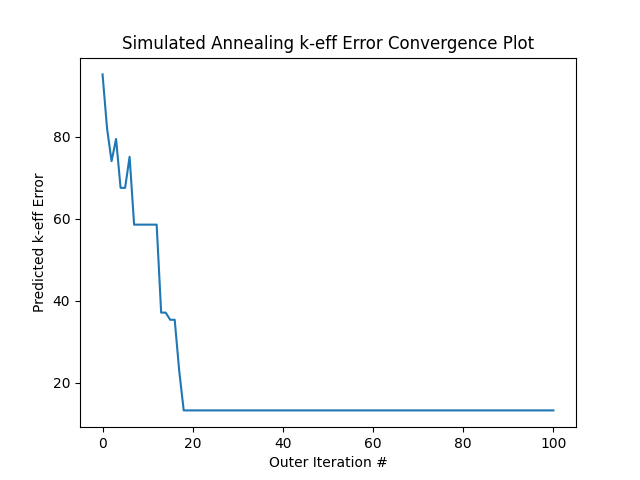 Simulated Annealing k-eff Error Convergence Plot
Predicted k-eff Error
80
60
40
20
0 20 40 60 80 100
Outer Iteration #